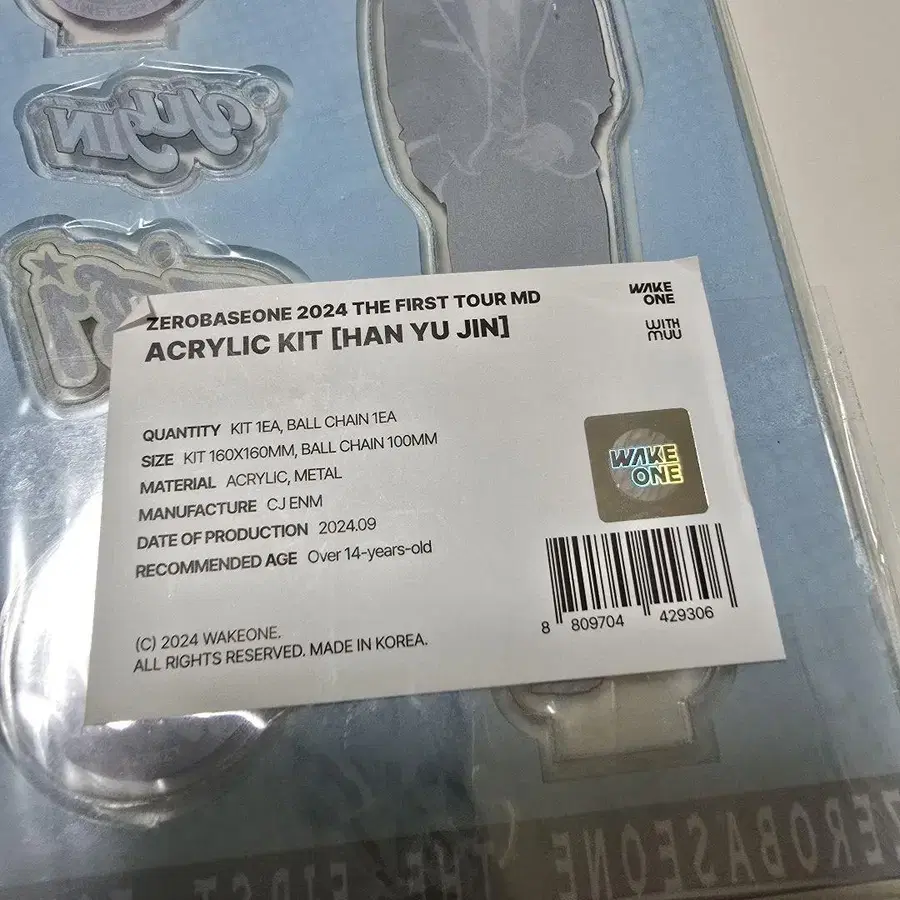 YUJIN
ZEROBASEONE 2024 THE FIRST TOUR MD
ACRYLIC KIT [HAN YU JIN]
WAKE
ONE
WITH
MUU
QUANTITY KIT 1EA, BALL CHAIN 1EA
SIZE KIT 160X160MM, BALL CHAIN 100MM
MATERIAL ACRYLIC, METAL
MANUFACTURE CJ ENM
DATE OF PRODUCTION 2024.09
RECOMMENDED AGE Over 14-years-old
WAKE
ONE
8 809704 429306
(C) 2024 WAKEONE.
ALL RIGHTS RESERVED. MADE IN KOREA.
ZEROBASEONE THE FIRST